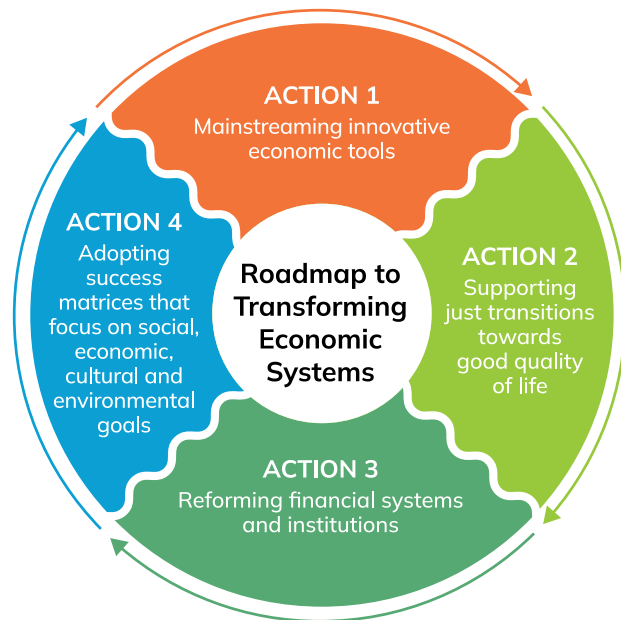 ACTION 1
Mainstreaming innovative
economic tools
ACTION 2
Supporting
just transitions
towards
good quality
of life
ACTION 3
Reforming financial systems
and institutions
ACTION 4
Adopting
success
matrices that
focus on social,
economic,
cultural and
environmental
goals
Roadmap to
Transforming
Economic
Systems